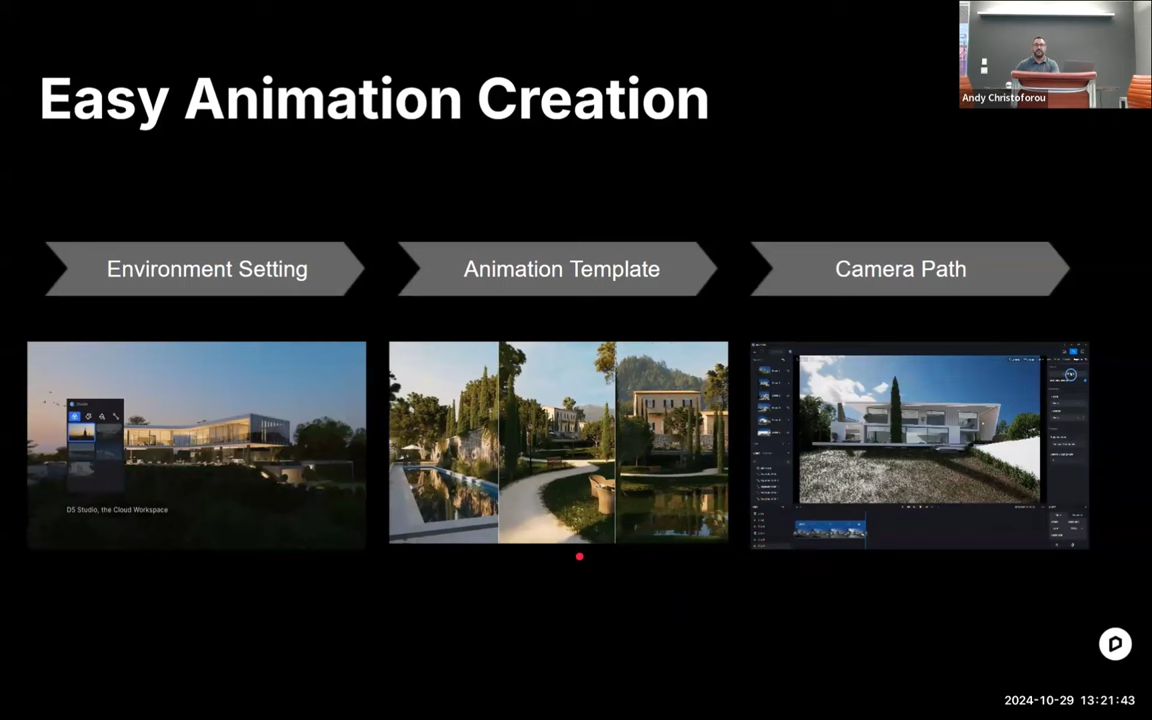 Easy Animation Creation
Andy Christoforou
Environment Setting
Animation Template
Camera Path
Studio
D5 Studio, the Cloud Workspace
2024-10-29 13:21:43